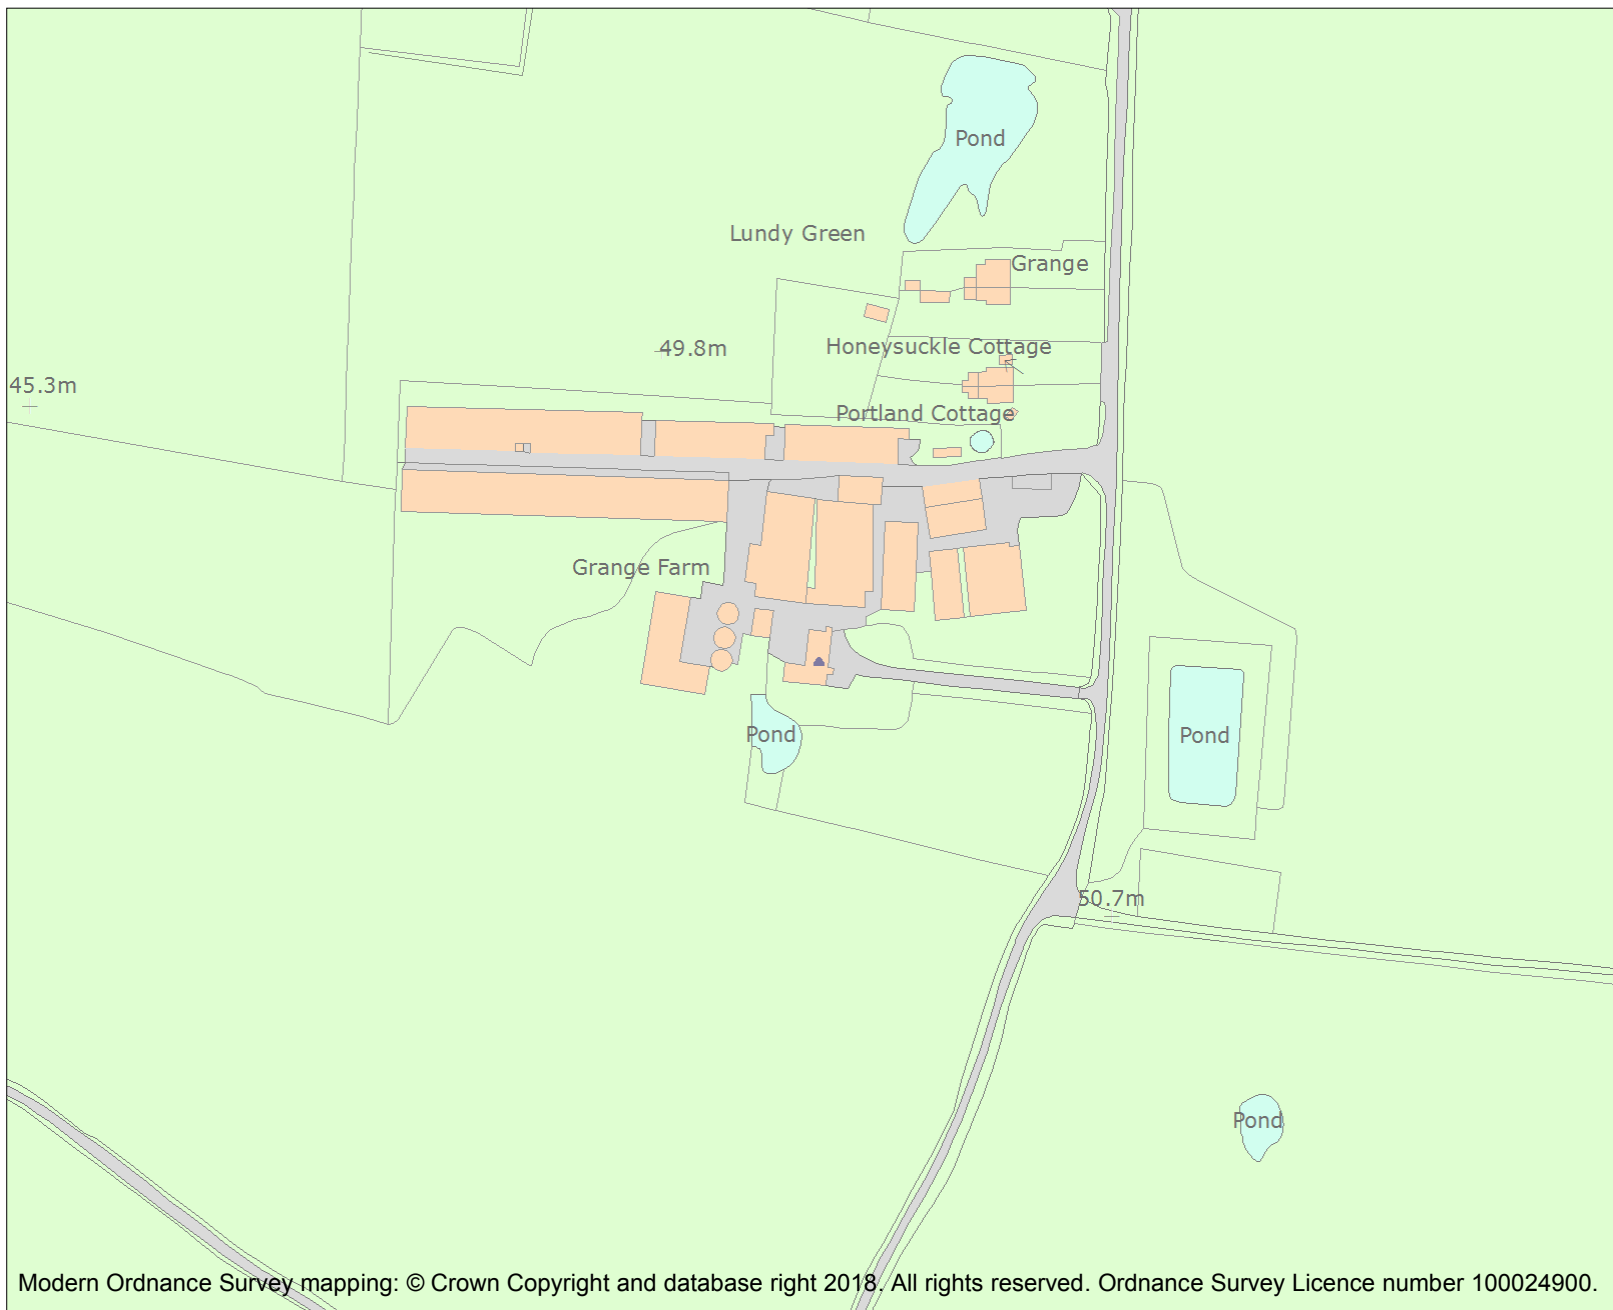 Pond
Lundy Green
Grange
Honeysuckle Cottage
49.8m
45.3m
Portland Cottage
Grange Farm
Pond
Pond
50.7m
Pond
Modern Ordnance Survey mapping: © Crown Copyright and database right 2018. All rights reserved. Ordnance Survey Licence number 100024900.